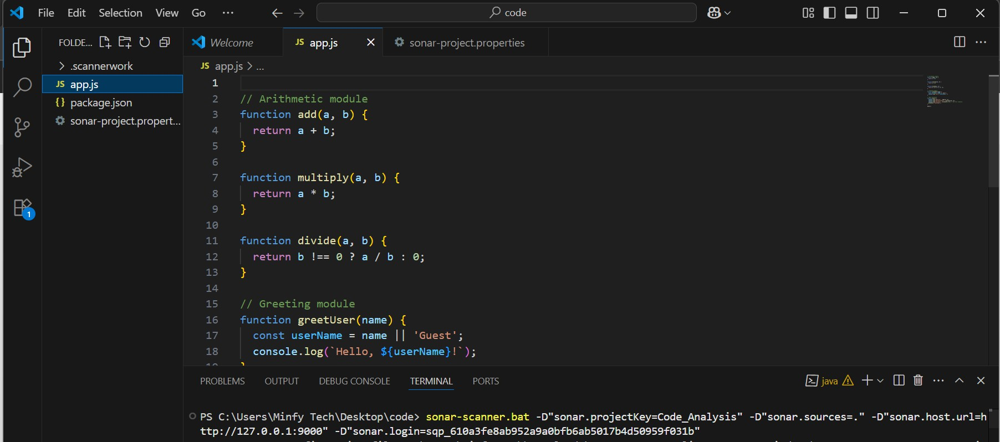 File Edit Selection View Go ···
code
FOLDE...
Welcome
JS app.js
sonar-project.properties
.scannerwork
JS app.js
{} package.json
sonar-project.propert...
1
JS app.js > ...
1
2 // Arithmetic module
3 function add(a, b) {
4 return a + b;
5 }
6
7 function multiply(a, b) {
8 return a * b;
9 }
10
11 function divide(a, b) {
12 return b !== 0 ? a / b : 0;
13 }
14
15 // Greeting module
16 function greetUser(name) {
17 const userName = name || 'Guest';
18 console.log(`Hello, ${userName}!`);
PROBLEMS OUTPUT DEBUG CONSOLE TERMINAL PORTS
java
PS C:\Users\Minfy Tech\Desktop\code> sonar-scanner.bat -D"sonar.projectKey=Code_Analysis" -D"sonar.sources=." -D"sonar.host.url=h
ttp://127.0.0.1:9000" -D"sonar.login=sqp_610a3fe8ab952a9a0bfb6ab5017b4d50959f031b"